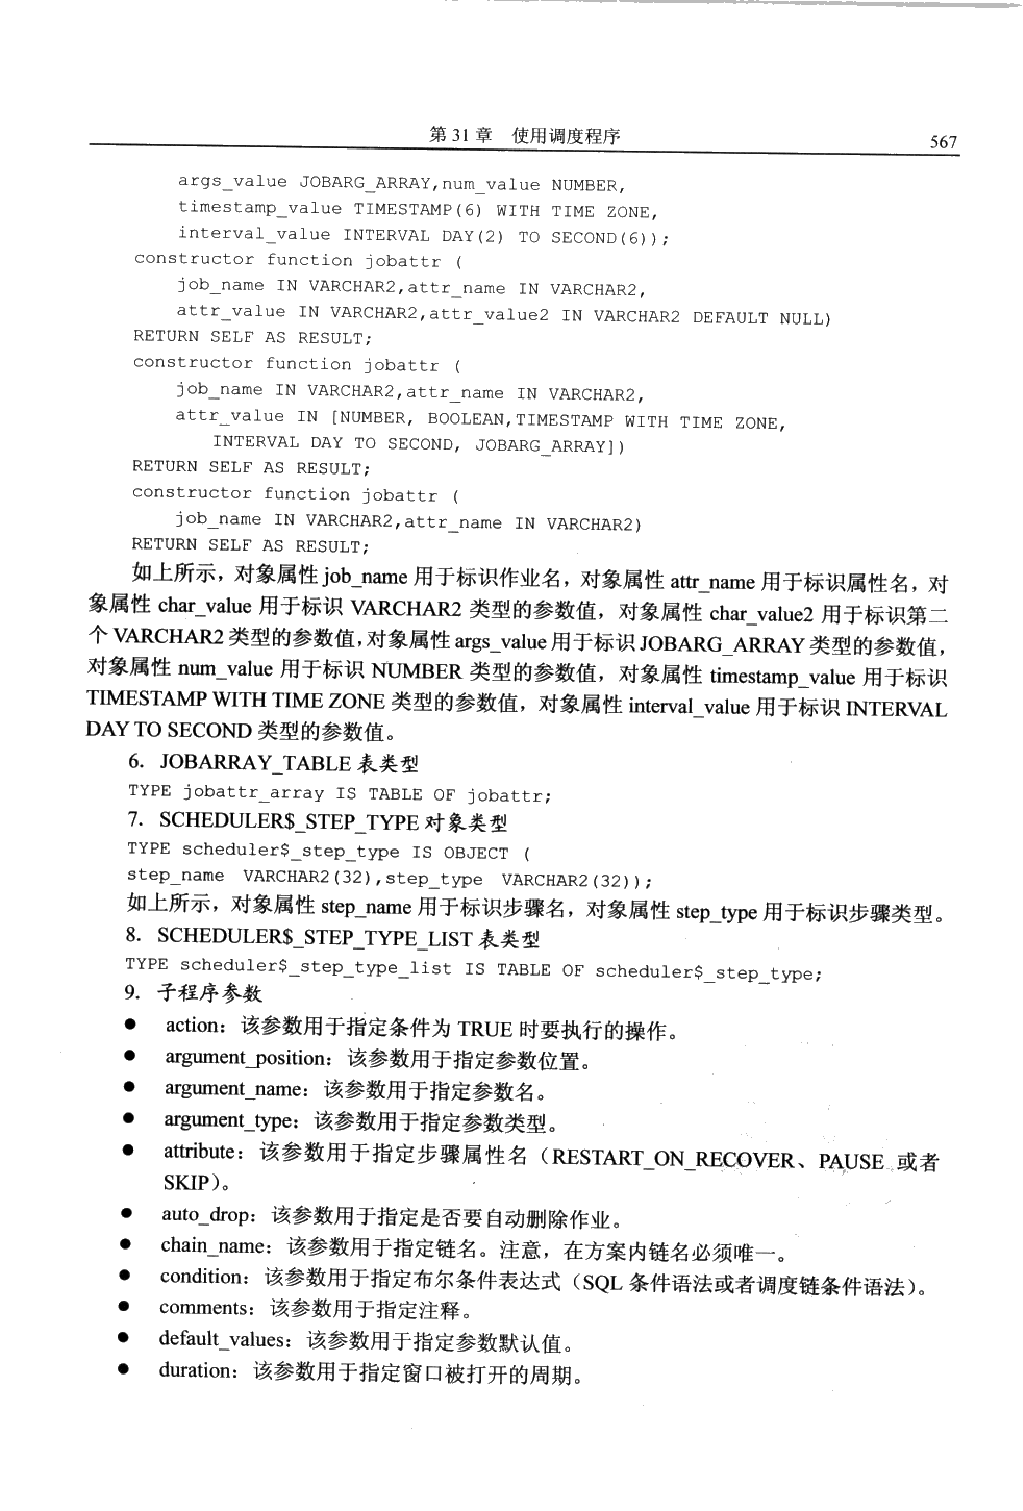 第 31 章　使用调度程序
567
args_value JOBARG_ARRAY,num_value NUMBER,
timestamp_value TIMESTAMP(6) WITH TIME ZONE,
interval_value INTERVAL DAY(2) TO SECOND(6));
constructor function jobattr (
job_name IN VARCHAR2,attr_name IN VARCHAR2,
attr_value IN VARCHAR2,attr_value2 IN VARCHAR2 DEFAULT NULL)
RETURN SELF AS RESULT;
constructor function jobattr (
job_name IN VARCHAR2,attr_name IN VARCHAR2,
attr_value IN [NUMBER, BOOLEAN,TIMESTAMP WITH TIME ZONE,
INTERVAL DAY TO SECOND, JOBARG_ARRAY])
RETURN SELF AS RESULT;
constructor function jobattr (
job_name IN VARCHAR2,attr_name IN VARCHAR2)
RETURN SELF AS RESULT;
如上所示，对象属性 job_name 用于标识作业名，对象属性 attr_name 用于标识属性名，对
象属性 char_value 用于标识 VARCHAR2 类型的参数值，对象属性 char_value2 用于标识第二
个 VARCHAR2 类型的参数值，对象属性 args_value 用于标识 JOBARG_ARRAY 类型的参数值，
对象属性 num_value 用于标识 NUMBER 类型的参数值，对象属性 timestamp_value 用于标识
TIMESTAMP WITH TIME ZONE 类型的参数值，对象属性 interval_value 用于标识 INTERVAL
DAY TO SECOND 类型的参数值。
6．JOBARRAY_TABLE 表类型
TYPE jobattr_array IS TABLE OF jobattr;
7．SCHEDULER$_STEP_TYPE 对象类型
TYPE scheduler$_step_type IS OBJECT (
step_name VARCHAR2(32),step_type VARCHAR2(32));
如上所示，对象属性 step_name 用于标识步骤名，对象属性 step_type 用于标识步骤类型。
8．SCHEDULER$_STEP_TYPE_LIST 表类型
TYPE scheduler$_step_type_list IS TABLE OF scheduler$_step_type;
9．子程序参数
● action：该参数用于指定条件为 TRUE 时要执行的操作。
● argument_position：该参数用于指定参数位置。
● argument_name：该参数用于指定参数名。
● argument_type：该参数用于指定参数类型。
● attribute：该参数用于指定步骤属性名（RESTART_ON_RECOVER、PAUSE 或者
SKIP）。
● auto_drop：该参数用于指定是否要自动删除作业。
● chain_name：该参数用于指定链名。注意，在方案内链名必须唯一。
● condition：该参数用于指定布尔条件表达式（SQL 条件语法或者调度链条件语法）。
● comments：该参数用于指定注释。
● default_values：该参数用于指定参数默认值。
● duration：该参数用于指定窗口被打开的周期。